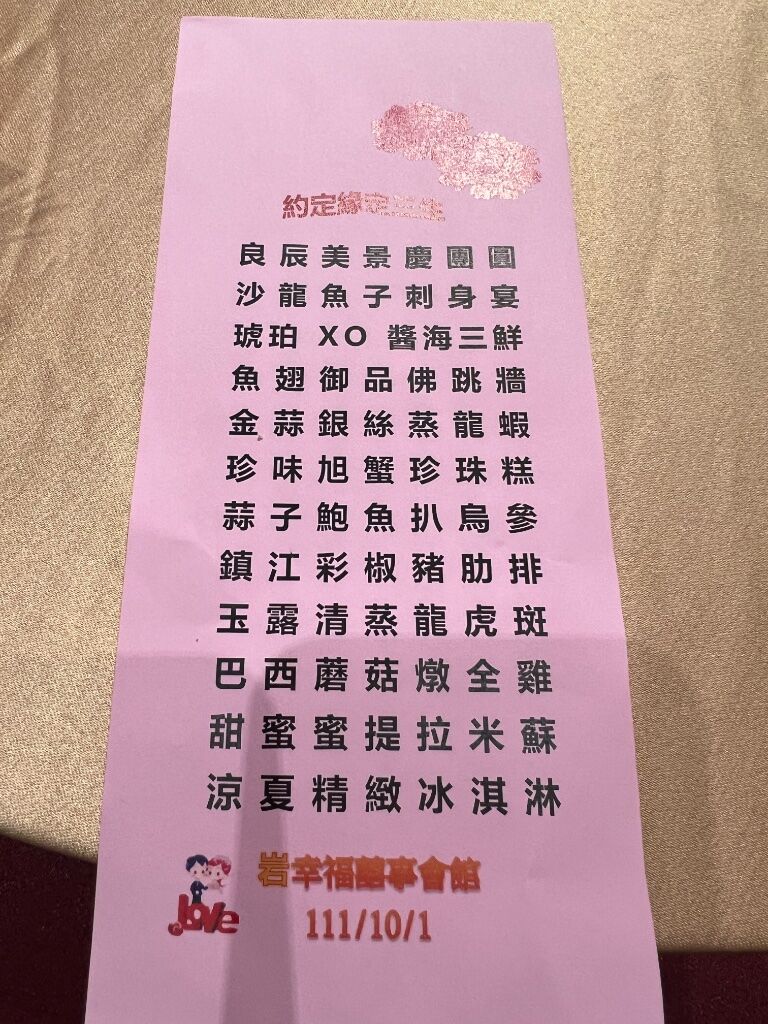 約定緣定三生
良辰美景慶團圓
沙龍魚子刺身宴
琥珀 XO 醬海三鮮
魚翅御品佛跳牆
金蒜銀絲蒸龍蝦
珍味旭蟹珍珠糕
蒜子鮑魚扒烏參
鎮江彩椒豬肋排
玉露清蒸龍虎斑
巴西蘑菇燉全雞
甜蜜蜜提拉米蘇
涼夏精緻冰淇淋
岩幸福囍事會館
Love
111/10/1